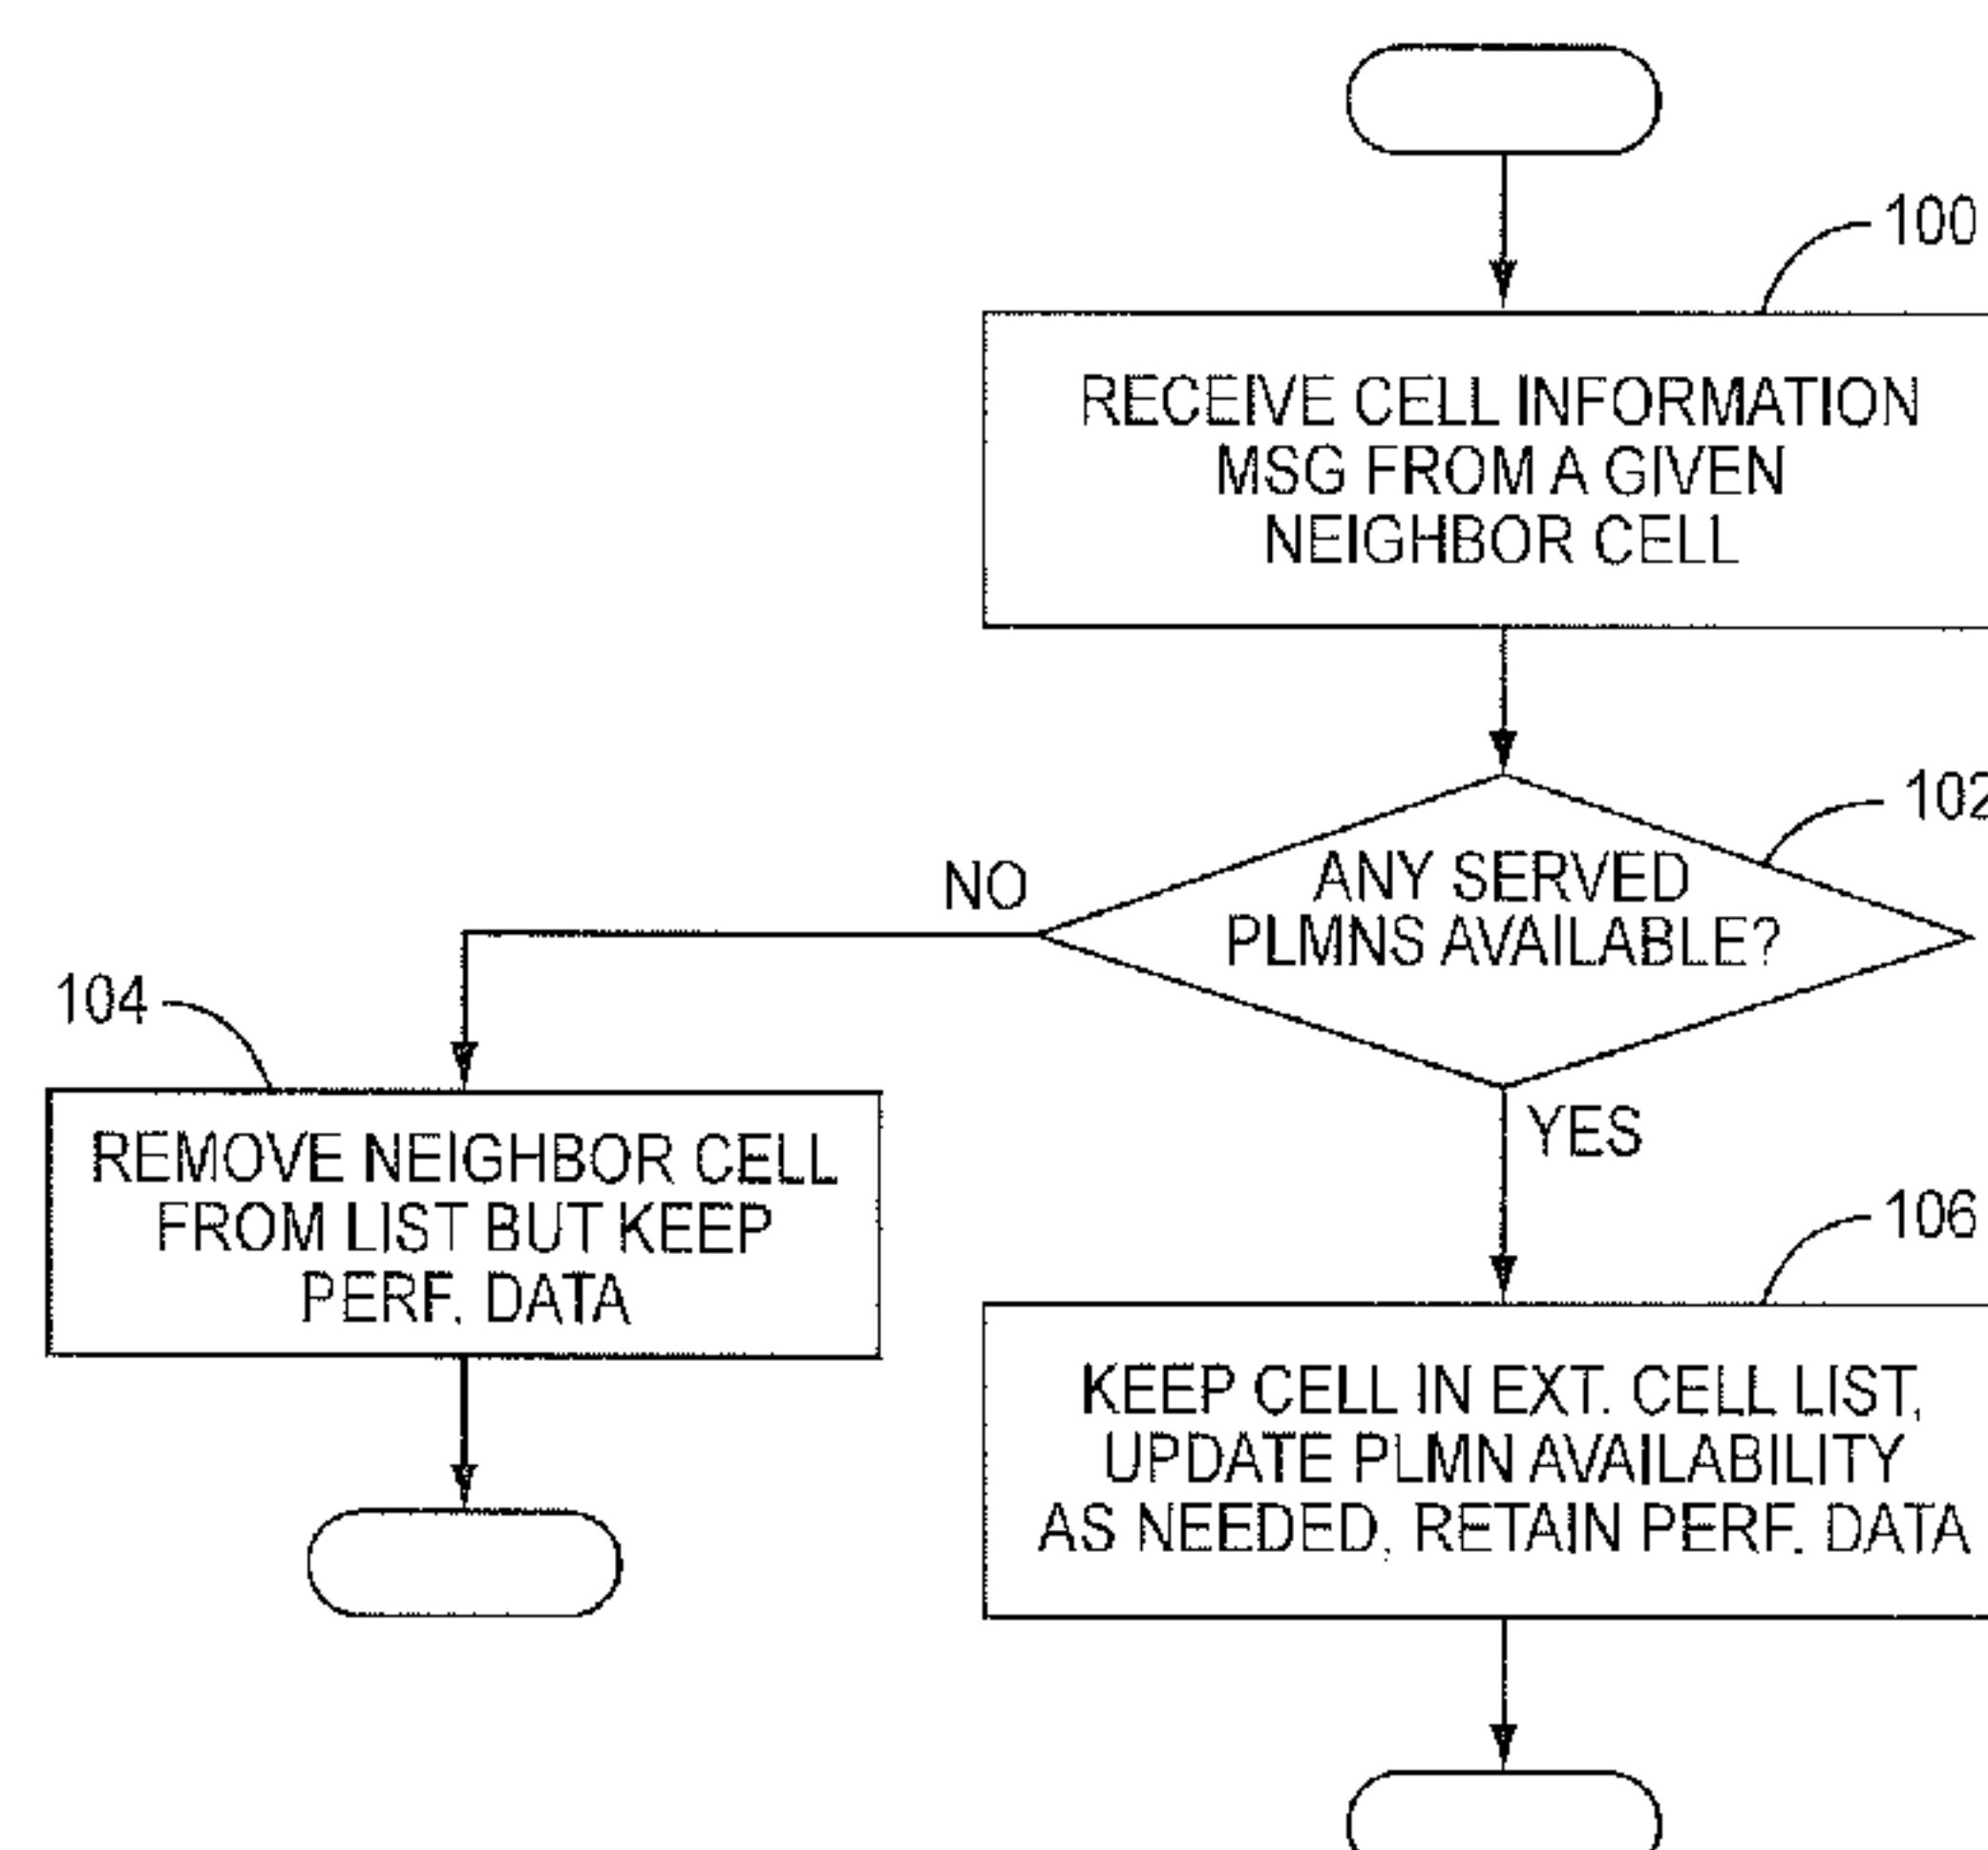 100
RECEIVE CELL INFORMATION
MSG FROM A GIVEN
NEIGHBOR CELL
102
ANY SERVED
PLMNS AVAILABLE?
NO
YES
104
REMOVE NEIGHBOR CELL
FROM LIST BUT KEEP
PERF. DATA
106
KEEP CELL IN EXT. CELL LIST,
UPDATE PLMN AVAILABILITY
AS NEEDED, RETAIN PERF. DATA